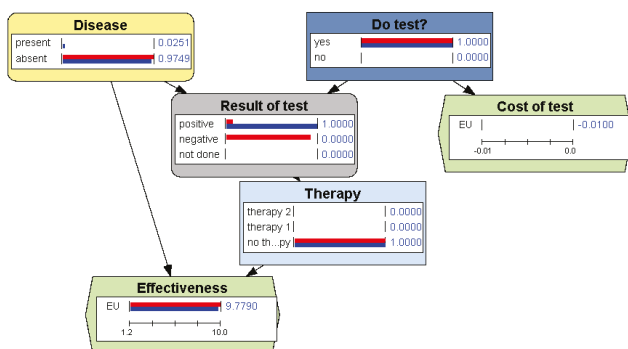 Disease
present 0.0251
absent 0.9749
Do test?
yes 1.0000
no 0.0000
Result of test
positive 1.0000
negative 0.0000
not done 0.0000
Cost of test
EU -0.0100
-0.01 0.0
Therapy
therapy 2 0.0000
therapy 1 0.0000
no th...py 1.0000
Effectiveness
EU 9.7790
1.2 10.0